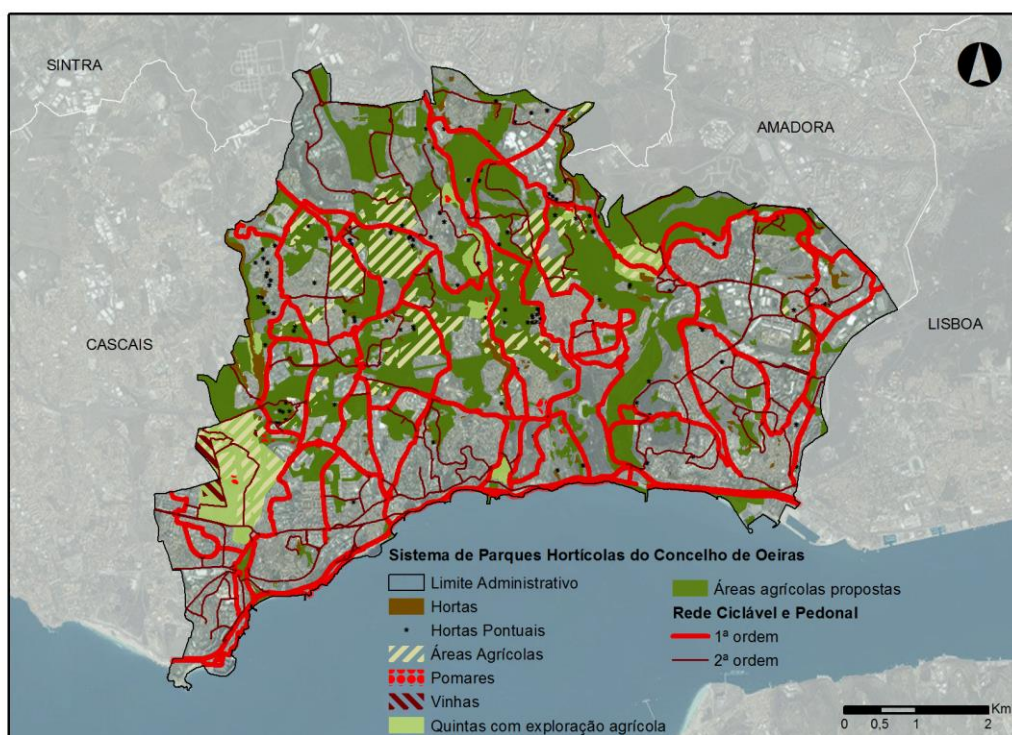 SINTRA
AMADORA
CASCAIS
LISBOA
Sistema de Parques Hortícolas do Concelho de Oeiras
Limite Administrativo
Hortas
Hortas Pontuais
Áreas Agrícolas
Pomares
Vinhas
Quintas com exploração agrícola
Áreas agrícolas propostas
Rede Ciclável e Pedonal
1ª ordem
2ª ordem
Km
0 0,5 1 2